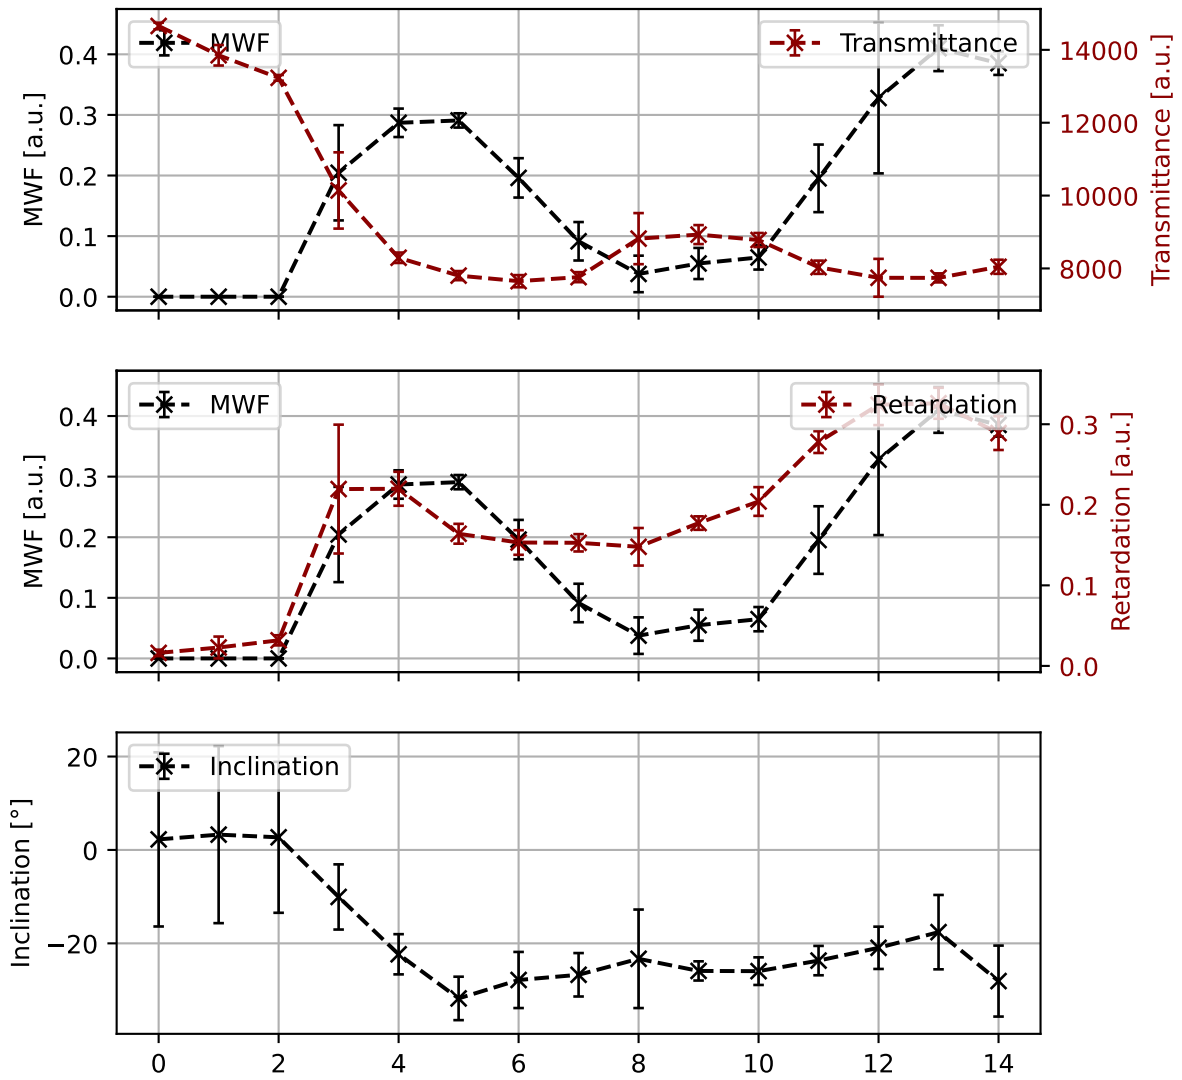 MWF
Transmittance
0.4
0.3
0.2
0.1
0.0
MWF [a.u.]
14000
12000
10000
8000
Transmittance [a.u.]
MWF
Retardation
0.4
0.3
0.2
0.1
0.0
MWF [a.u.]
0.3
0.2
0.1
0.0
Retardation [a.u.]
Inclination
20
0
−20
Inclination [°]
0 2 4 6 8 10 12 14